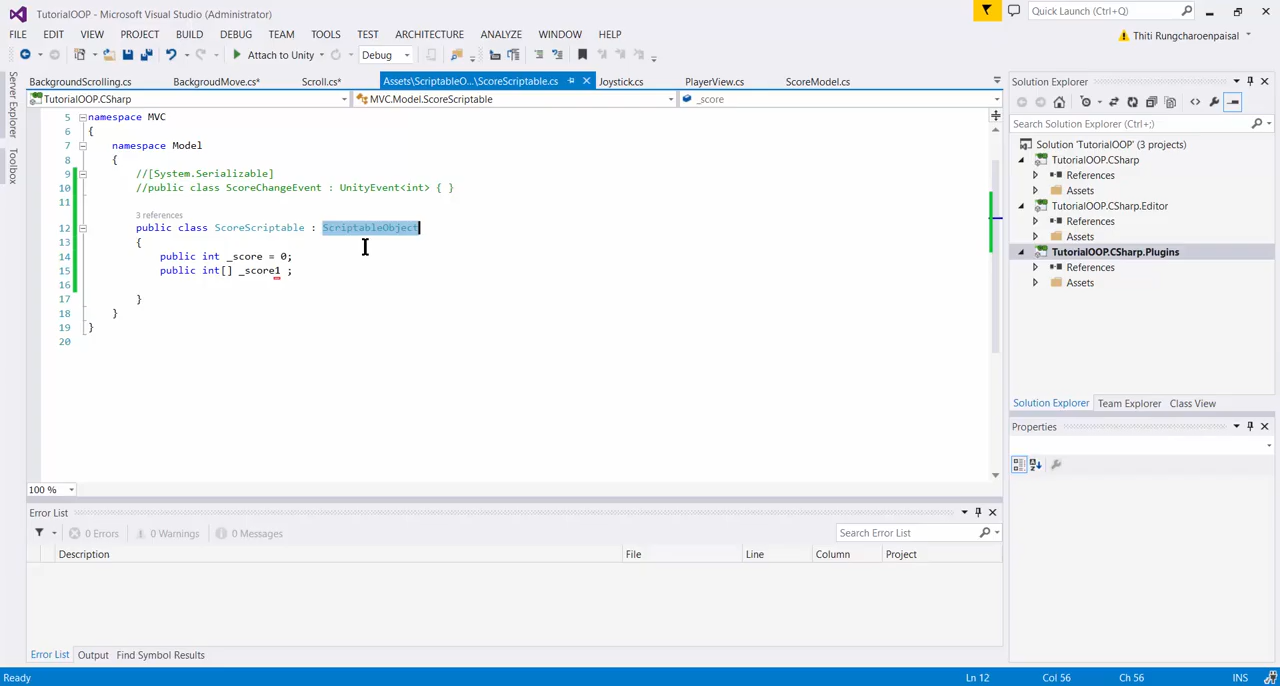 TutorialOOP - Microsoft Visual Studio (Administrator)
Quick Launch (Ctrl+Q)
FILE EDIT VIEW PROJECT BUILD DEBUG TEAM TOOLS TEST ARCHITECTURE ANALYZE WINDOW HELP
Thiti Rungcharoenpaisal
Attach to Unity
Debug
Server Explorer
Toolbox
BackgroundScrolling.cs BackgroudMove.cs* Scroll.cs* Assets\ScriptableO...\ScoreScriptable.cs Joystick.cs PlayerView.cs ScoreModel.cs
TutorialOOP.CSharp MVC.Model.ScoreScriptable _score
5 namespace MVC
6 {
7 namespace Model
8 {
9 //[System.Serializable]
10 //public class ScoreChangeEvent : UnityEvent<int> { }
11
3 references
12 public class ScoreScriptable : ScriptableObject
13 {
14 public int _score = 0;
15 public int[] _score1 ;
16
17 }
18 }
19 }
20
100 %
Solution Explorer
Search Solution Explorer (Ctrl+;)
Solution 'TutorialOOP' (3 projects)
TutorialOOP.CSharp
References
Assets
TutorialOOP.CSharp.Editor
References
Assets
TutorialOOP.CSharp.Plugins
References
Assets
Solution Explorer Team Explorer Class View
Properties
Error List
0 Errors 0 Warnings 0 Messages
Search Error List
Description File Line Column Project
Error List Output Find Symbol Results
Ready Ln 12 Col 56 Ch 56 INS